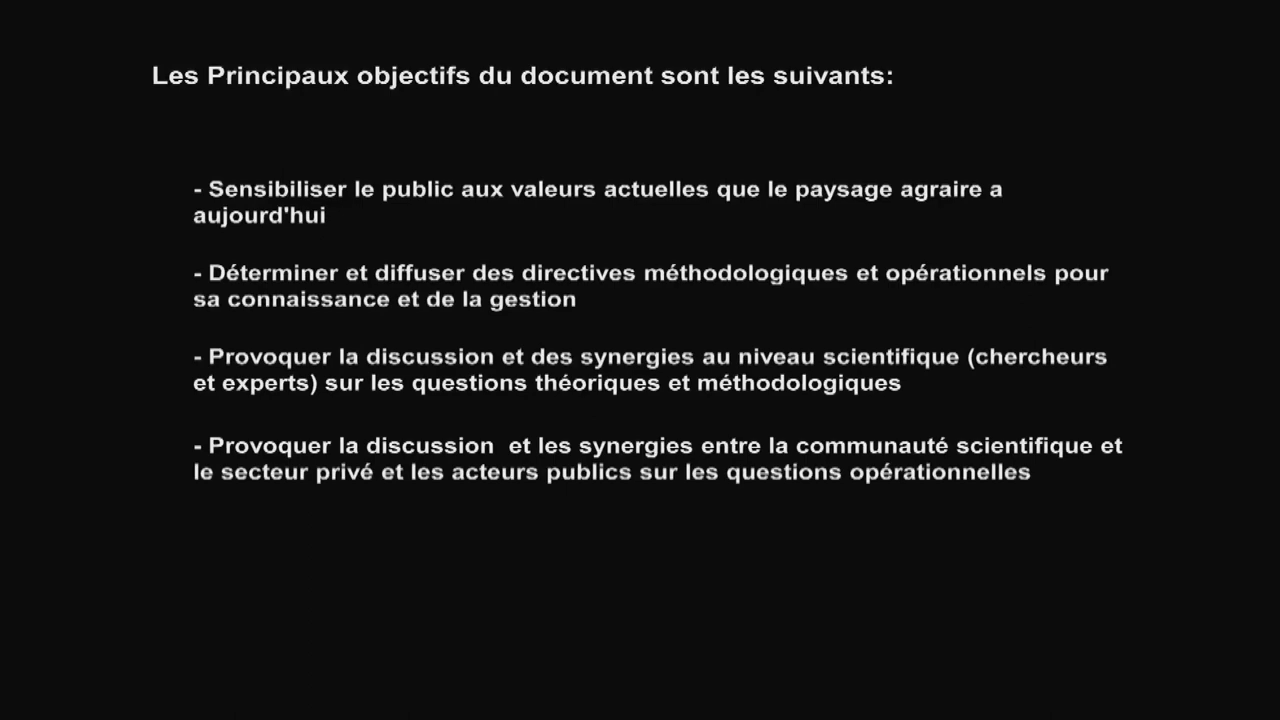 Les Principaux objectifs du document sont les suivants:
- Sensibiliser le public aux valeurs actuelles que le paysage agraire a
aujourd'hui
- Déterminer et diffuser des directives méthodologiques et opérationnels pour
sa connaissance et de la gestion
- Provoquer la discussion et des synergies au niveau scientifique (chercheurs
et experts) sur les questions théoriques et méthodologiques
- Provoquer la discussion  et les synergies entre la communauté scientifique et
le secteur privé et les acteurs publics sur les questions opérationnelles